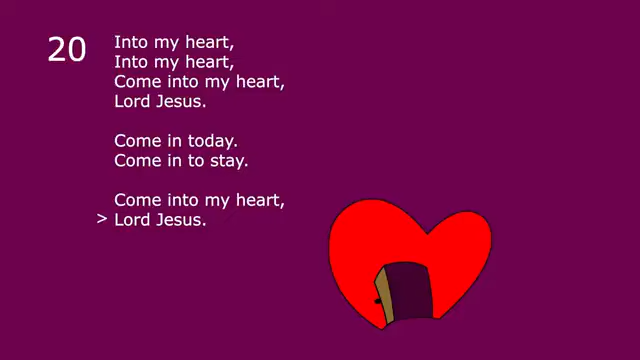 20
Into my heart,
Into my heart,
Come into my heart,
Lord Jesus.
Come in today.
Come in to stay.
Come into my heart,
> Lord Jesus.